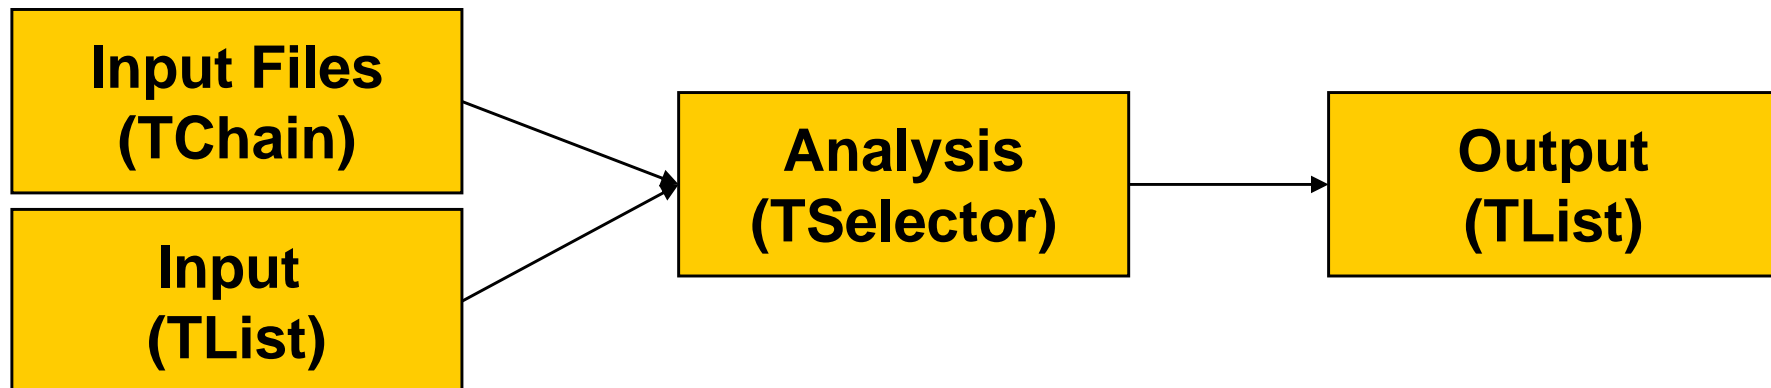 Input Files
(TChain)
Input
(TList)
Analysis
(TSelector)
Output
(TList)